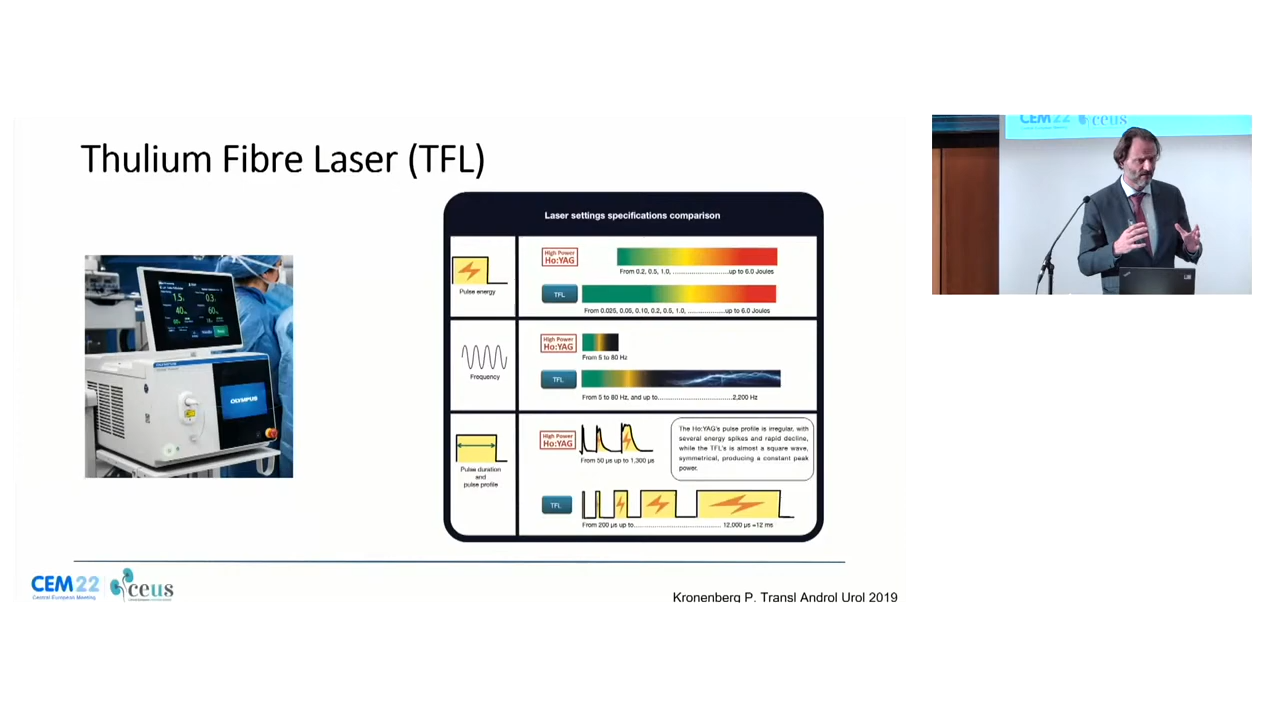 Thulium Fibre Laser (TFL)
Laser settings specifications comparison
Pulse energy
High Power
Ho:YAG
From 0.2, 0.5, 1.0, ..............................up to 6.0 Joules
TFL
From 0.025, 0.05, 0.10, 0.2, 0.5, 1.0, .....................up to 6.0 Joules
Frequency
High Power
Ho:YAG
From 5 to 80 Hz
TFL
From 5 to 80 Hz, and up to........................................2,200 Hz
Pulse duration
and
pulse profile
High Power
Ho:YAG
From 50 µs up to 1,300 µs
The Ho:YAG's pulse profile is irregular, with
several energy spikes and rapid decline,
while the TFL's is almost a square wave,
symmetrical, producing a constant peak
power.
TFL
From 200 µs up to............................................... 12,000 µs =12 ms
OLYMPUS
1.5
0.3
40
60
CEM22
Central European Meeting
ceus
Kronenberg P. Transl Androl Urol 2019
CEM22
ceus